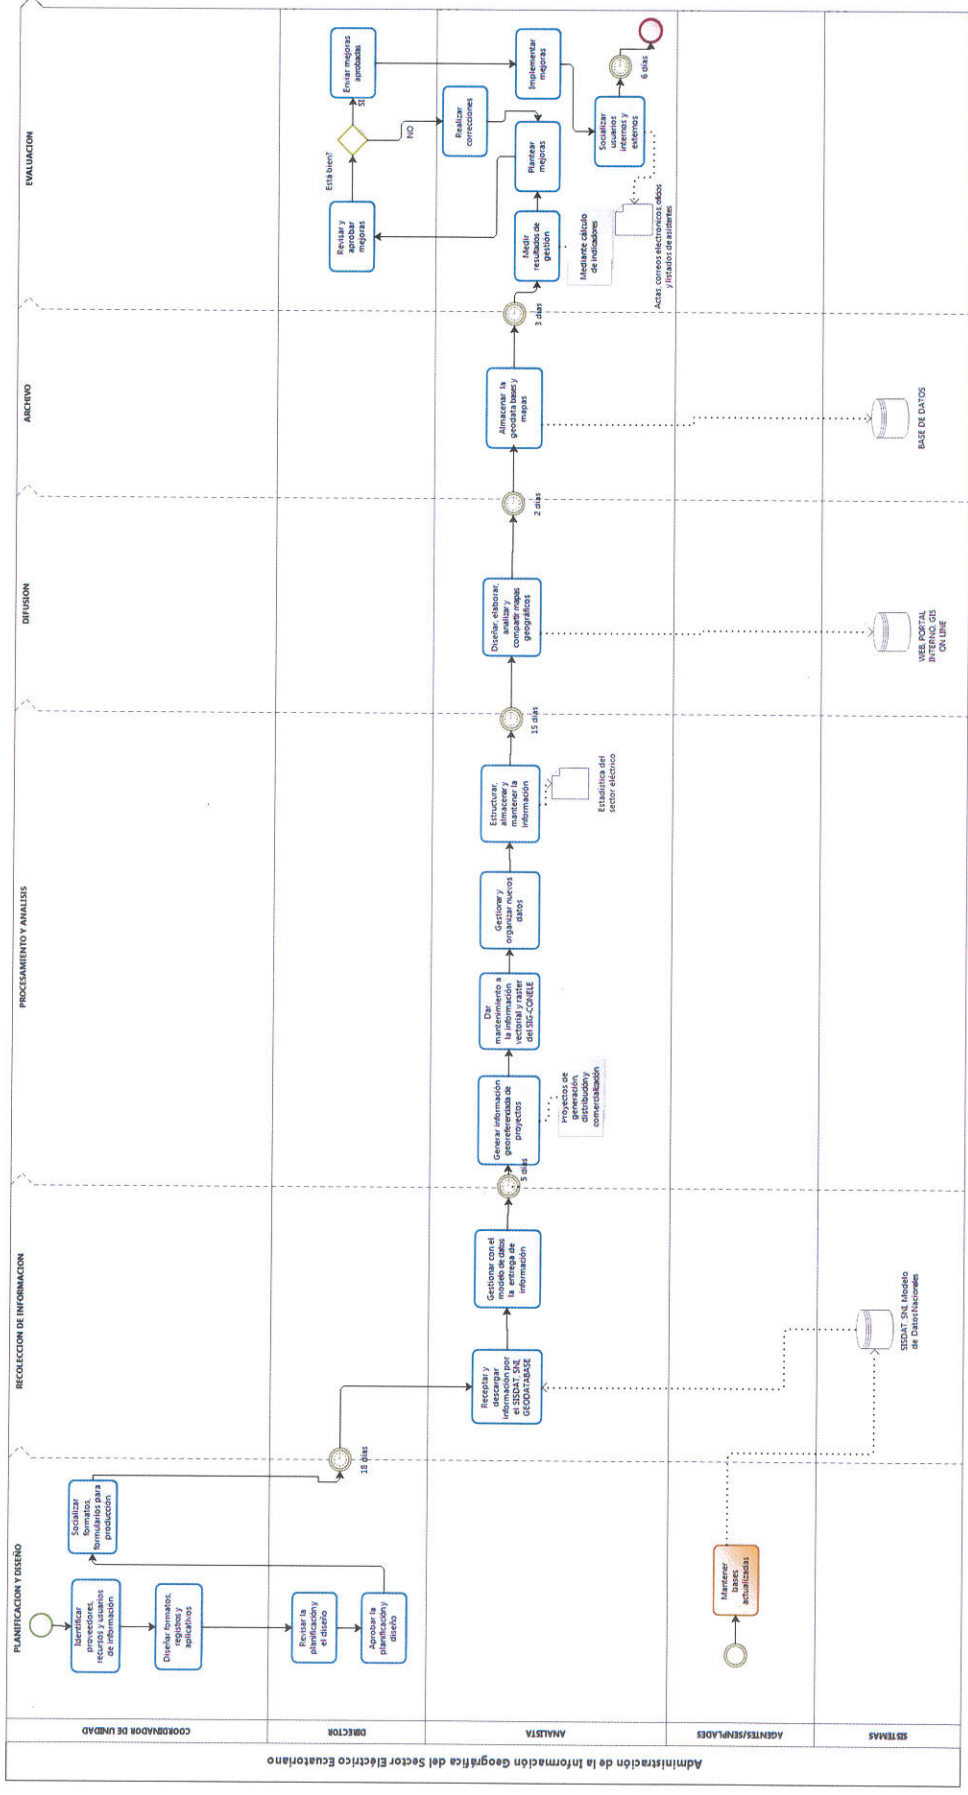 Administración de la Información Geográfica del Sector Eléctrico Ecuatoriano
COORDINADOR DE UNIDAD
DIRECTOR
ANALISTA
AGENTES/SENPLADES
SISTEMAS
PLANIFICACION Y DISEÑO
Identificar
proveedores,
recursos y usuarios
de información
Diseñar formatos,
registros y
aplicativos
Socializar
formatos,
formularios para
producción
Revisar la
planificación y
el diseño
Aprobar la
planificación y
diseño
18 días
Mantener
bases
actualizadas
RECOLECCION DE INFORMACION
Receptar y
descargar
información por
el SISDAT, SNI,
GEODATABASE
Gestionar con el
modelo de datos
la entrega de
información
5 días
SISDAT, SNI, Modelo
de Datos Nacionales
PROCESAMIENTO Y ANALISIS
Generar información
georeferenciada de
proyectos
Proyectos de
generación,
distribución y
comercialización
Dar
mantenimiento a
la información
vectorial y raster
del SIG-CONELE
Gestionar y
organizar nuevos
datos
Estructurar,
almacenar y
mantener la
información
Estadística del
sector eléctrico
15 días
DIFUSION
Diseñar, elaborar,
analizar y
compartir mapas
geográficos
2 días
WEB, PORTAL
INTERNO, GIS
ON LINE
ARCHIVO
Almacenar la
geodata bases y
mapas
3 días
BASE DE DATOS
EVALUACION
Medir
resultados de
gestión
Mediante cálculo
de indicadores
Plantear
mejoras
Revisar y
aprobar
mejoras
Está bien?
SI
NO
Realizar
correcciones
Enviar mejoras
aprobadas
Implementar
mejoras
Socializar
usuarios
internos y
externos
Actas, correos electrónicos, oficios
y listados de asistentes
6 días